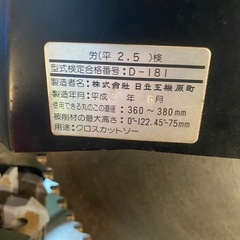 労(平2.5)検
型式検定合格番号:D-181
製造者名:株式會社 日立工機原町
製造年月:平成 年 6月
使用できる丸のこの直径:360~380mm
被削材の最大高さ:0°122.45°-75mm
用途:クロスカットソー